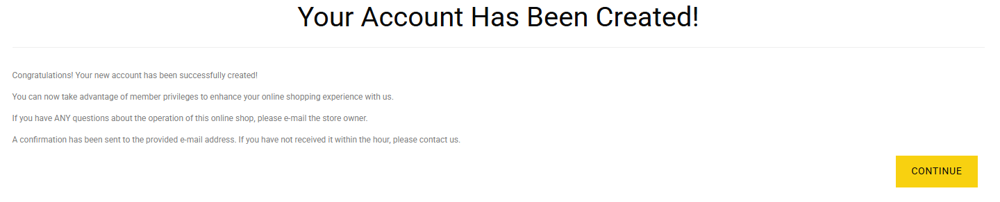 Your Account Has Been Created!
Congratulations! Your new account has been successfully created!
You can now take advantage of member privileges to enhance your online shopping experience with us.
If you have ANY questions about the operation of this online shop, please e-mail the store owner.
A confirmation has been sent to the provided e-mail address. If you have not received it within the hour, please contact us.
CONTINUE